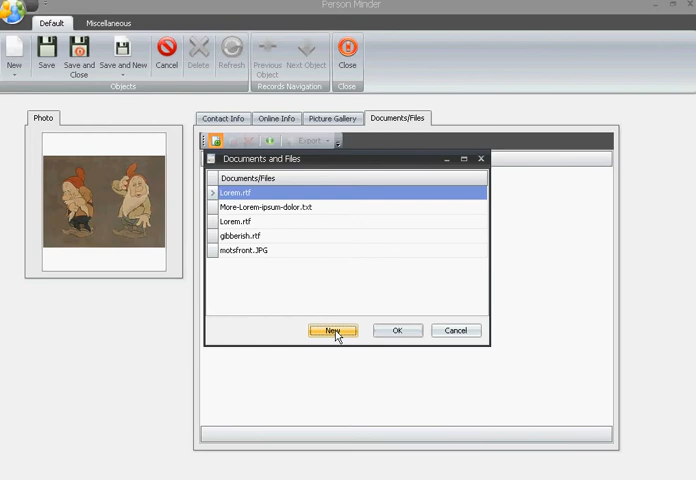 Person Minder
Default Miscellaneous
New Save Save and Close Save and New Cancel Delete Refresh Previous Object Next Object Close
Objects Records Navigation Close
Photo
Contact Info Online Info Picture Gallery Documents/Files
Export
Documents and Files
Documents/Files
Lorem.rtf
More-Lorem-ipsum-dolor.txt
Lorem.rtf
gibberish.rtf
motsfront.JPG
New OK Cancel